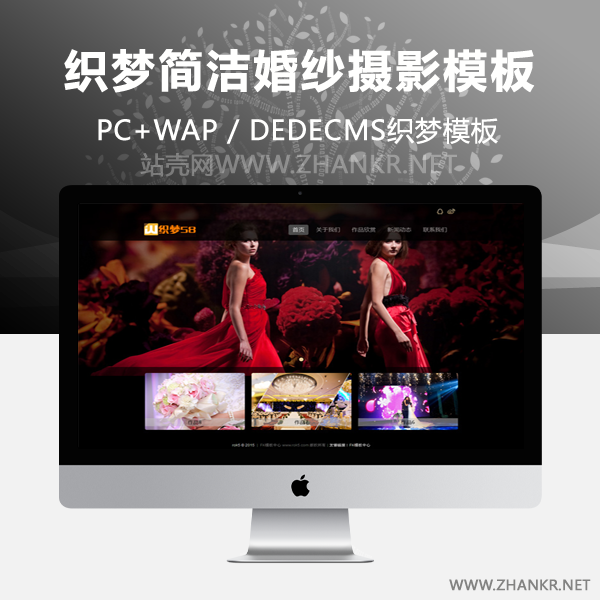 织梦简洁婚纱摄影模板
PC+WAP / DEDECMS织梦模板
站壳网WWW.ZHANKR.NET
织梦58
首页 关于我们 作品欣赏 新闻动态 联系我们
WWW.ZHANKR.NET